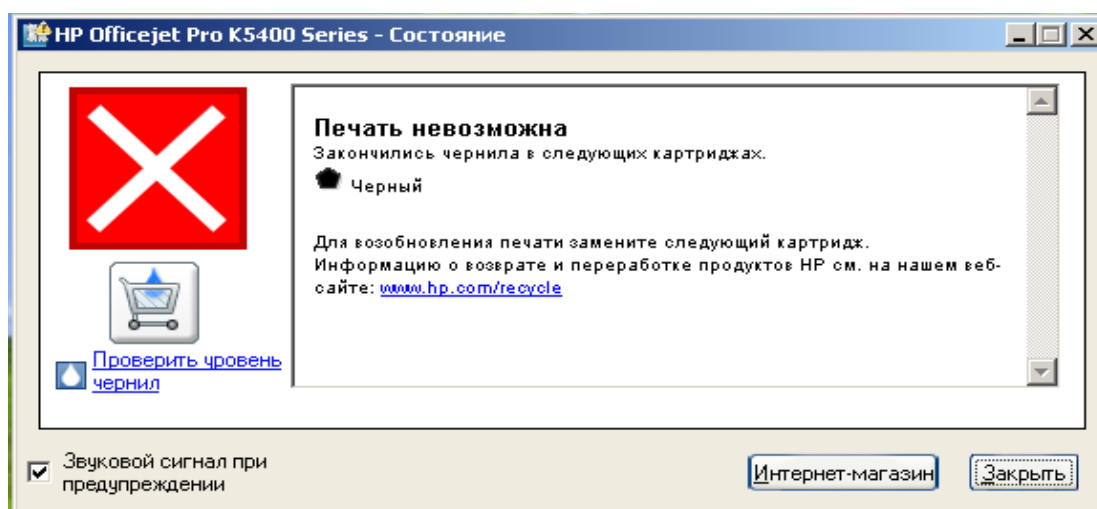 HP Officejet Pro K5400 Series - Состояние
Печать невозможна
Закончились чернила в следующих картриджах.
Черный
Для возобновления печати замените следующий картридж.
Информацию о возврате и переработке продуктов HP см. на нашем веб-
сайте: www.hp.com/recycle
Проверить уровень
чернил
Звуковой сигнал при
предупреждении
Интернет-магазин
Закрыть